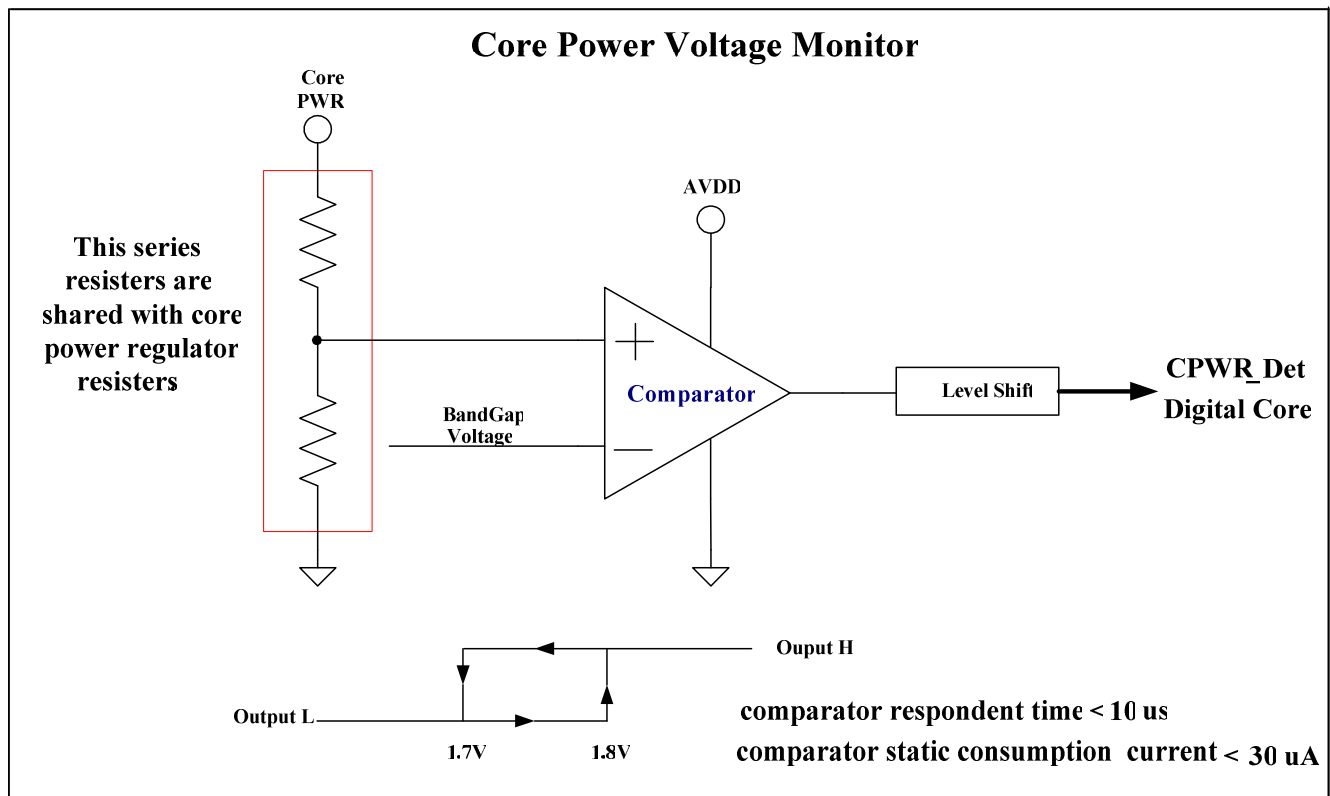 Core Power Voltage Monitor
Core
PWR
AVDD
This series
resisters are
shared with core
power regulator
resisters
+
Comparator
BandGap
Voltage
—
Level Shift
CPWR_Det
Digital Core
Ouput H
Output L
1.7V
1.8V
comparator respondent time < 10 us
comparator static consumption current < 30 uA